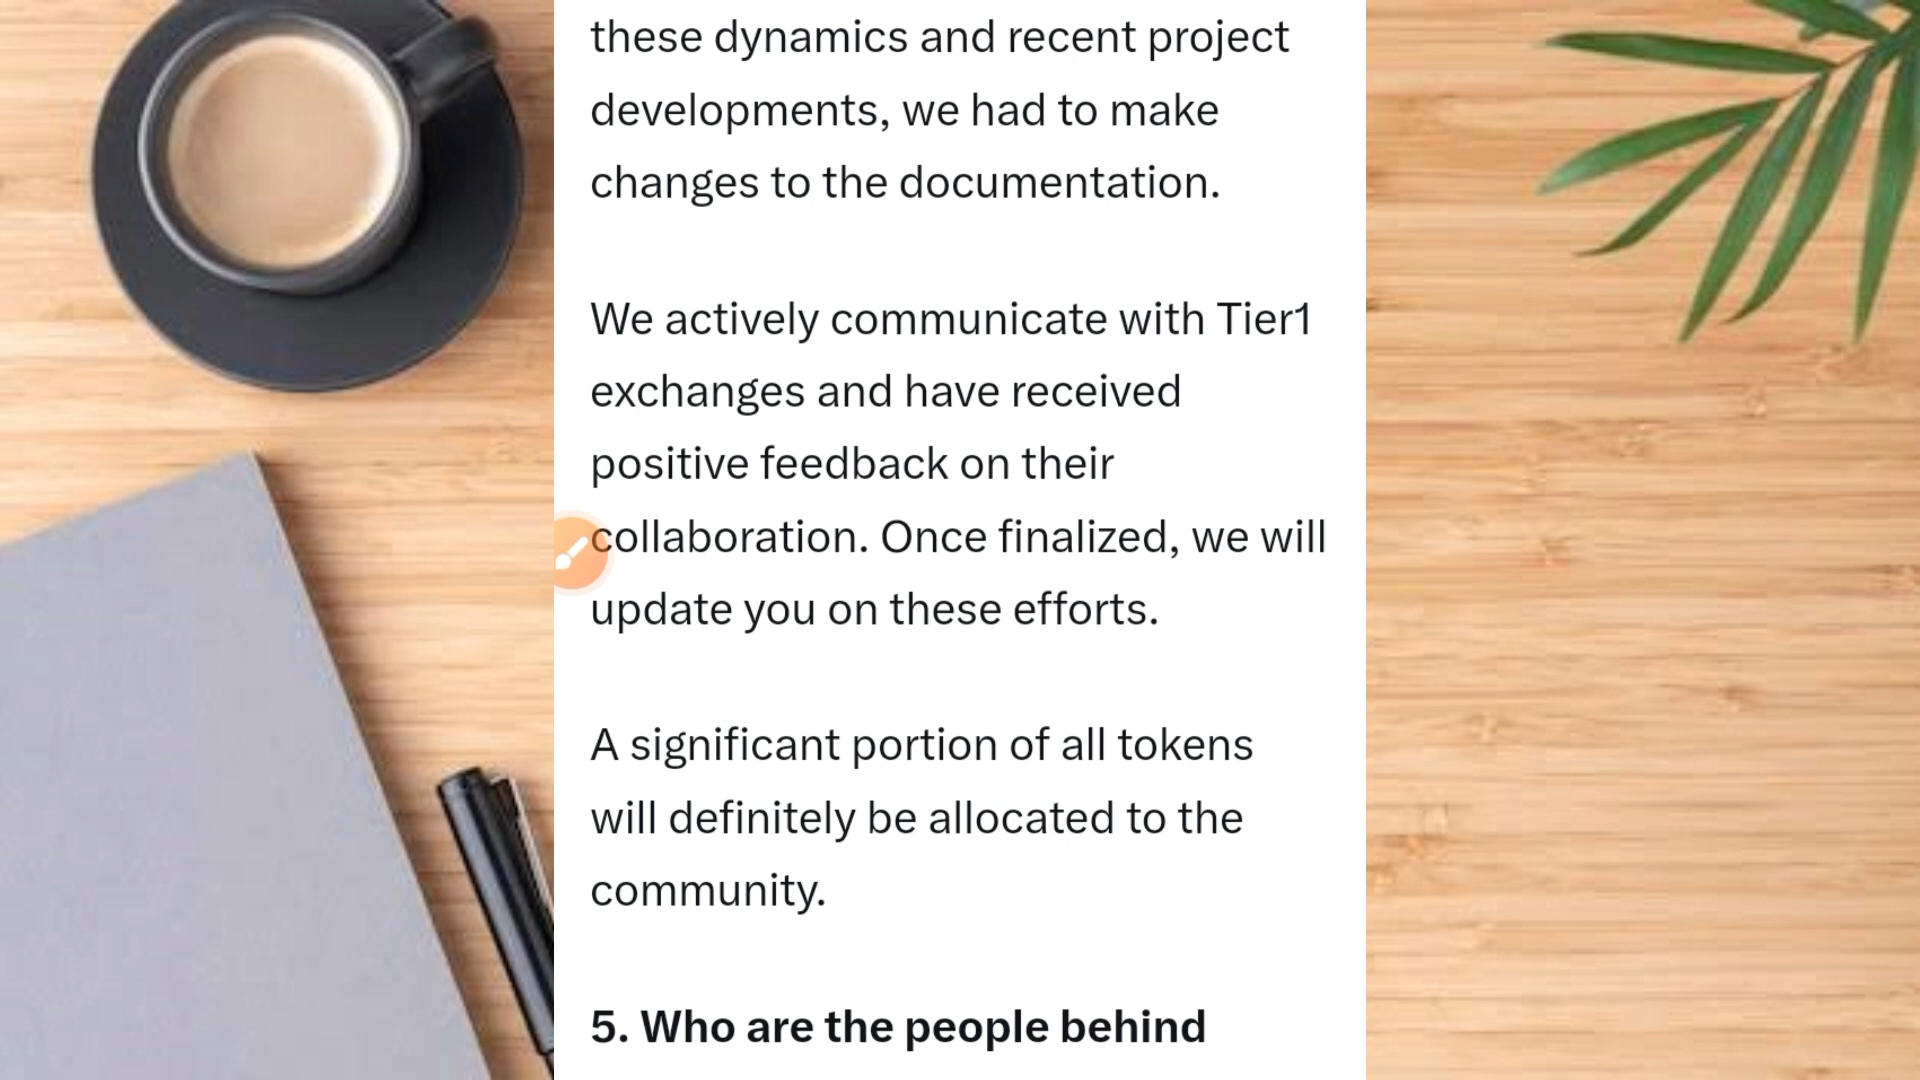 these dynamics and recent project
developments, we had to make
changes to the documentation.
We actively communicate with Tier1
exchanges and have received
positive feedback on their
collaboration. Once finalized, we will
update you on these efforts.
A significant portion of all tokens
will definitely be allocated to the
community.
5. Who are the people behind